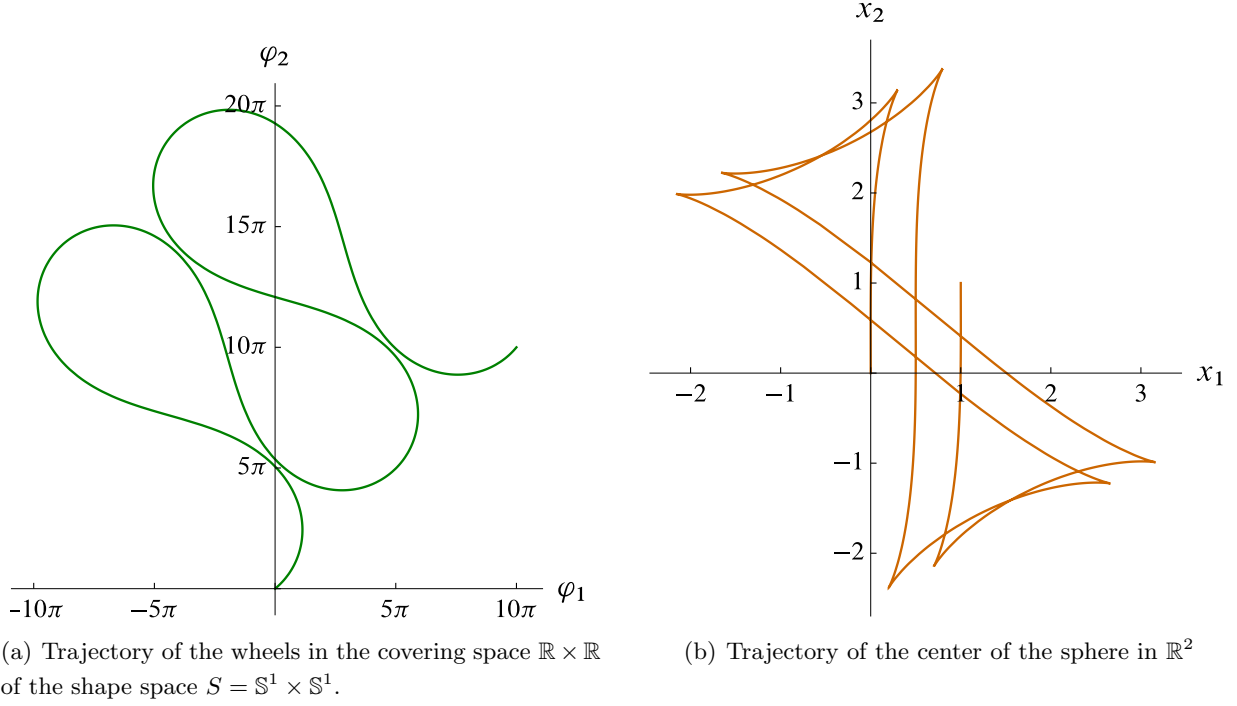 φ₂
20π
15π
10π
5π
-10π −5π 5π 10π φ₁
x₂
3
2
1
−2 −1 1 2 3 x₁
−1
−2
(a) Trajectory of the wheels in the covering space ℝ × ℝ
of the shape space S = 𝕊¹ × 𝕊¹.
(b) Trajectory of the center of the sphere in ℝ²